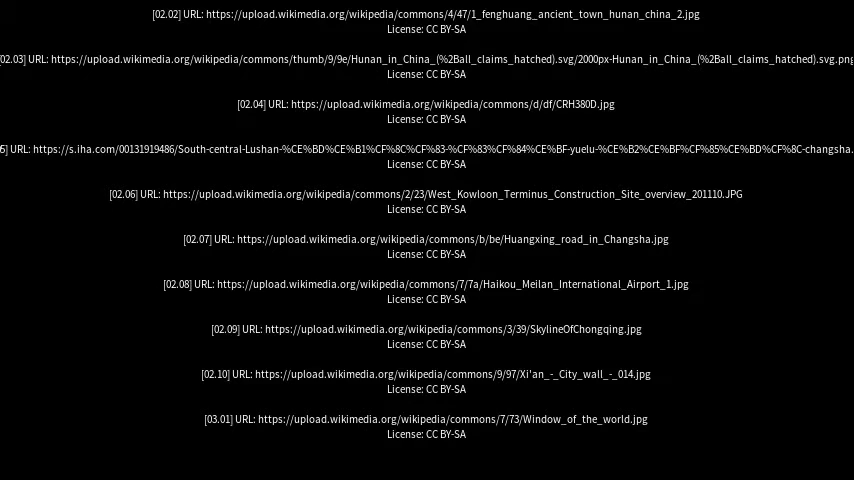 [02.02] URL: https://upload.wikimedia.org/wikipedia/commons/4/47/1_fenghuang_ancient_town_hunan_china_2.jpg
License: CC BY-SA
02.03] URL: https://upload.wikimedia.org/wikipedia/commons/thumb/9/9e/Hunan_in_China_(%2Ball_claims_hatched).svg/2000px-Hunan_in_China_(%2Ball_claims_hatched).svg.png
License: CC BY-SA
[02.04] URL: https://upload.wikimedia.org/wikipedia/commons/d/df/CRH380D.jpg
License: CC BY-SA
5] URL: https://s.iha.com/00131919486/South-central-Lushan-%CE%BD%CE%B1%CF%8C%CF%83-%CF%83%CF%84%CE%BF-yuelu-%CE%B2%CE%BF%CF%85%CE%BD%CF%8C-changsha.
License: CC BY-SA
[02.06] URL: https://upload.wikimedia.org/wikipedia/commons/2/23/West_Kowloon_Terminus_Construction_Site_overview_201110.JPG
License: CC BY-SA
[02.07] URL: https://upload.wikimedia.org/wikipedia/commons/b/be/Huangxing_road_in_Changsha.jpg
License: CC BY-SA
[02.08] URL: https://upload.wikimedia.org/wikipedia/commons/7/7a/Haikou_Meilan_International_Airport_1.jpg
License: CC BY-SA
[02.09] URL: https://upload.wikimedia.org/wikipedia/commons/3/39/SkylineOfChongqing.jpg
License: CC BY-SA
[02.10] URL: https://upload.wikimedia.org/wikipedia/commons/9/97/Xi'an_-_City_wall_-_014.jpg
License: CC BY-SA
[03.01] URL: https://upload.wikimedia.org/wikipedia/commons/7/73/Window_of_the_world.jpg
License: CC BY-SA